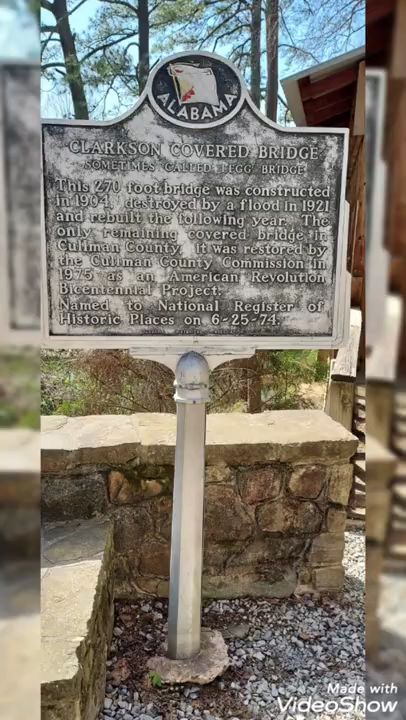 ALABAMA
CLARKSON COVERED BRIDGE
SOMETIMES CALLED LEGG BRIDGE
This 270 foot bridge was constructed
in 1904, destroyed by a flood in 1921
and rebuilt the following year. The
only remaining covered bridge in
Cullman County, it was restored by
the Cullman County Commission in
1975 as an American Revolution
Bicentennial Project.
Named to National Register of
Historic Places on 6-25-74.
Made with
VideoShow